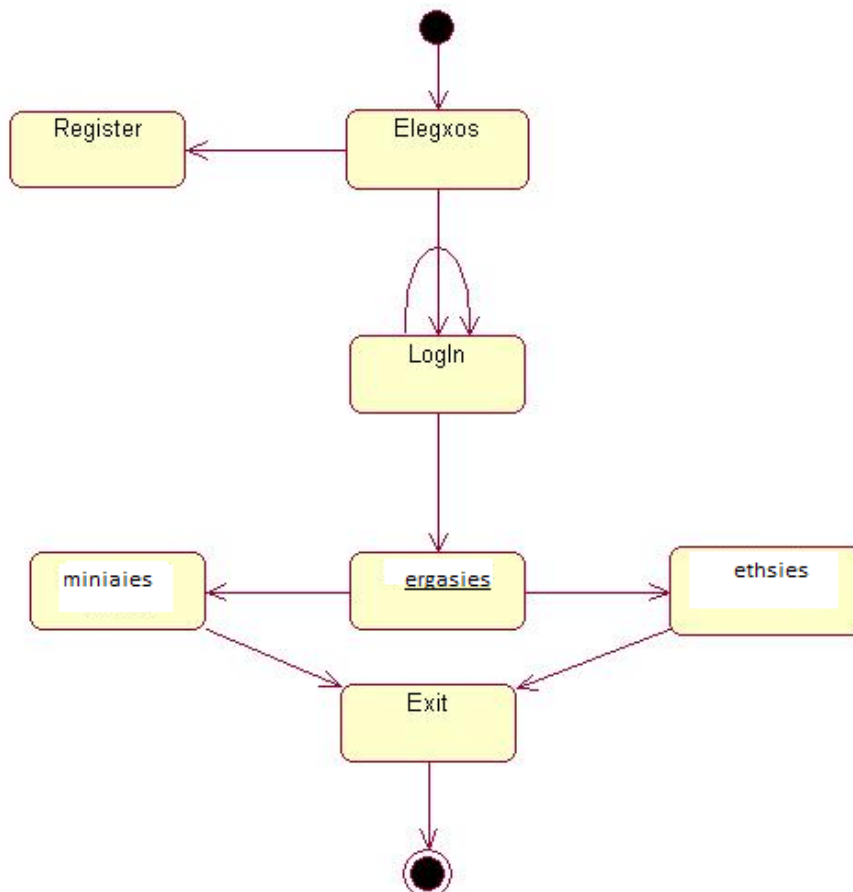 Register
Elegxos
LogIn
miniaies
ergasies
ethsies
Exit